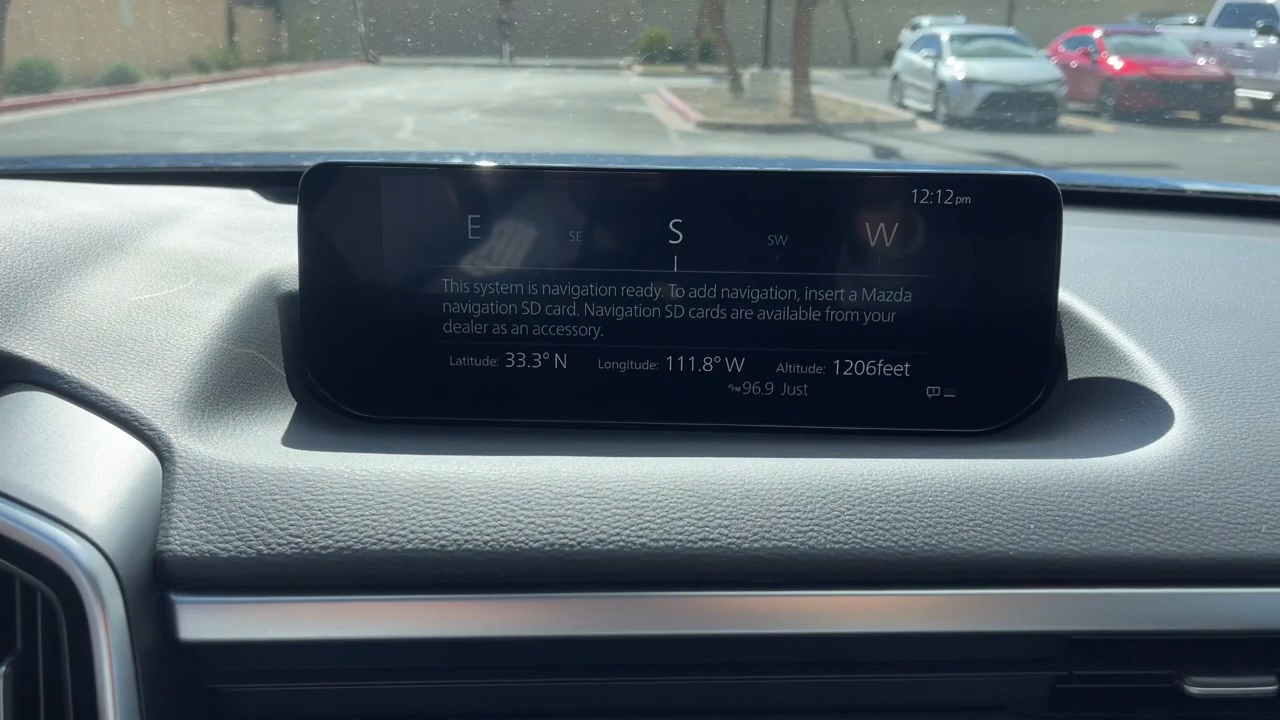 12:12pm
E SE S SW W
This system is navigation ready. To add navigation, insert a Mazda
navigation SD card. Navigation SD cards are available from your
dealer as an accessory.
Latitude: 33.3° N Longitude: 111.8° W Altitude: 1206feet
96.9 Just